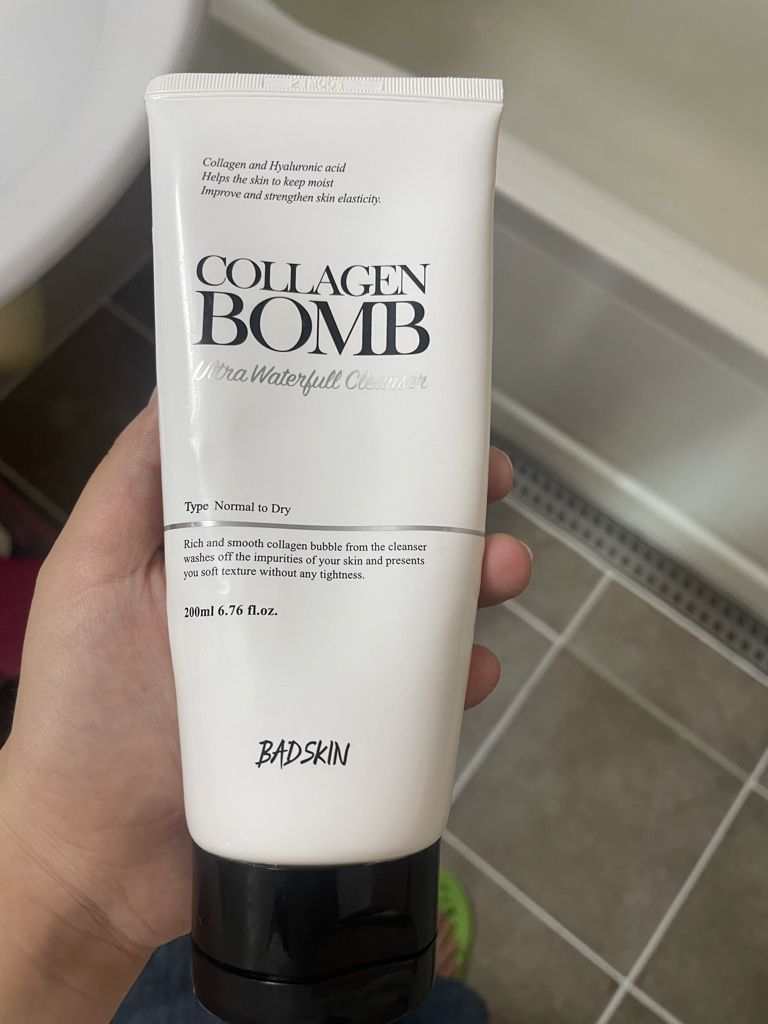 Collagen and Hyaluronic acid
Helps the skin to keep moist
Improve and strengthen skin elasticity.
COLLAGEN
BOMB
Ultra Waterfull Cleanser
Type Normal to Dry
Rich and smooth collagen bubble from the cleanser
washes off the impurities of your skin and presents
you soft texture without any tightness.
200ml 6.76 fl.oz.
BADSKIN